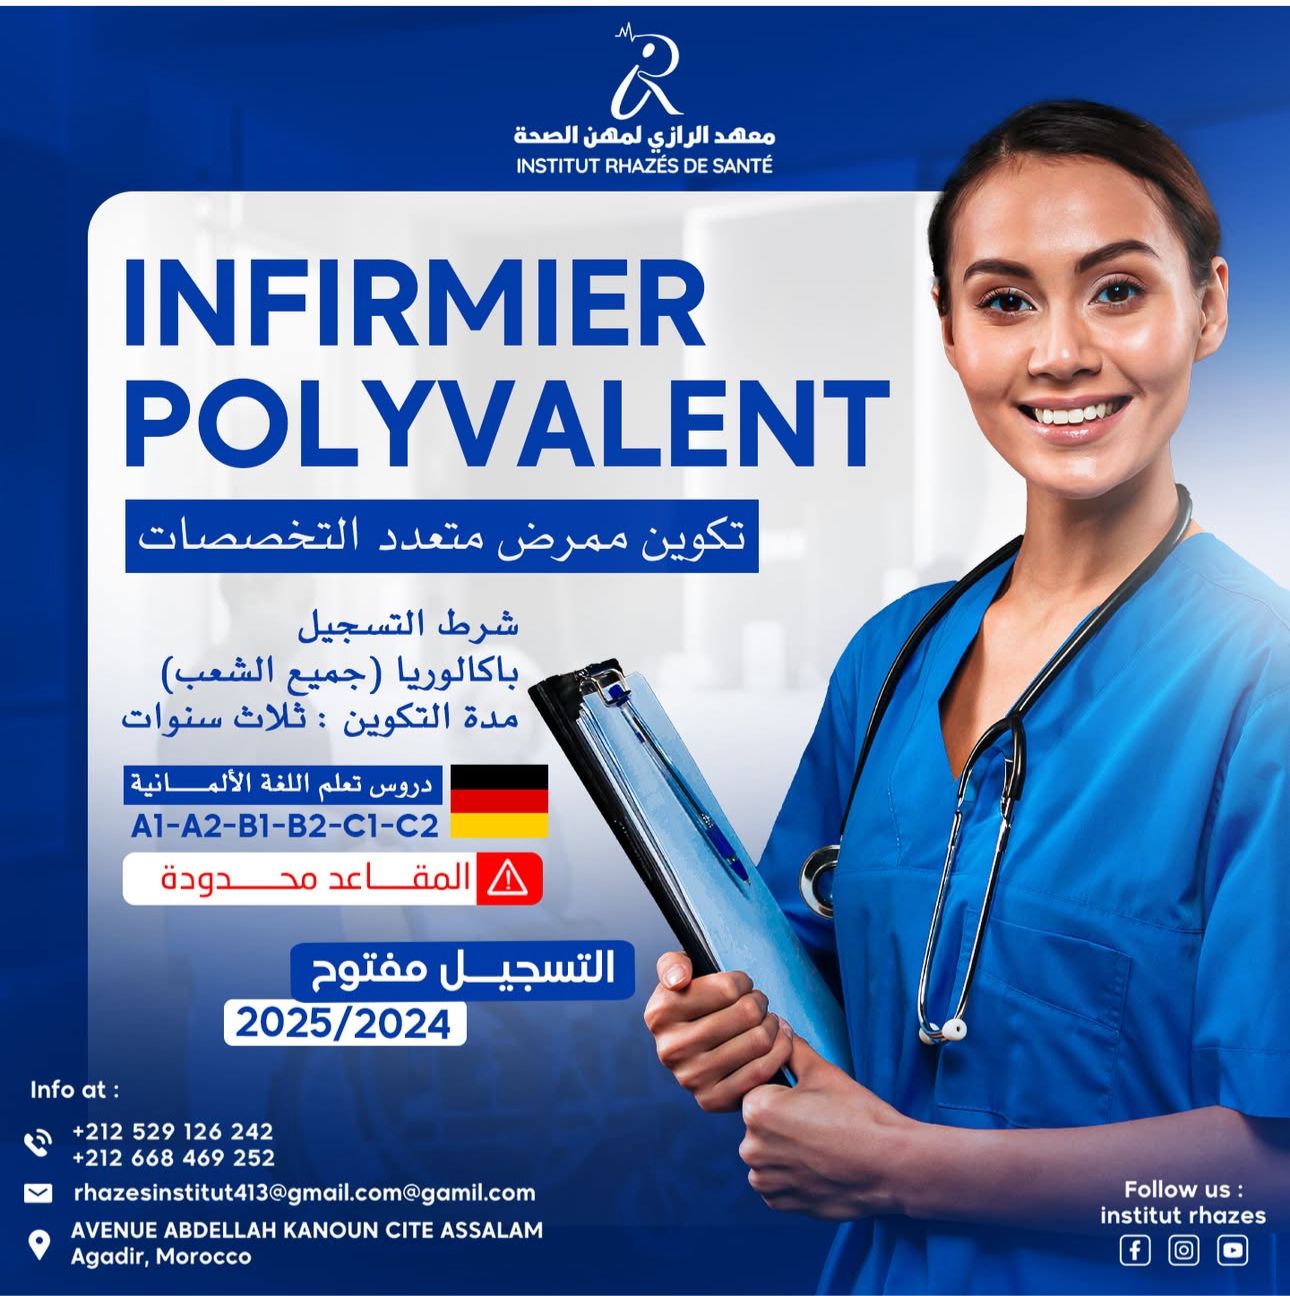 معهد الرازي لمهن الصحة
INSTITUT RHAZÉS DE SANTÉ
INFIRMIER
POLYVALENT
تكوين ممرض متعدد التخصصات
شرط التسجيل
باكالوريا (جميع الشعب)
مدة التكوين : ثلاث سنوات
دروس تعلم اللغة الألمـــانية
A1-A2-B1-B2-C1-C2
المقـــاعد محـــدودة
التسجيـــل مفتوح
2025/2024
Info at :
+212 529 126 242
+212 668 469 252
rhazesinstitut413@gmail.com@gamil.com
AVENUE ABDELLAH KANOUN CITE ASSALAM
Agadir, Morocco
Follow us :
institut rhazes